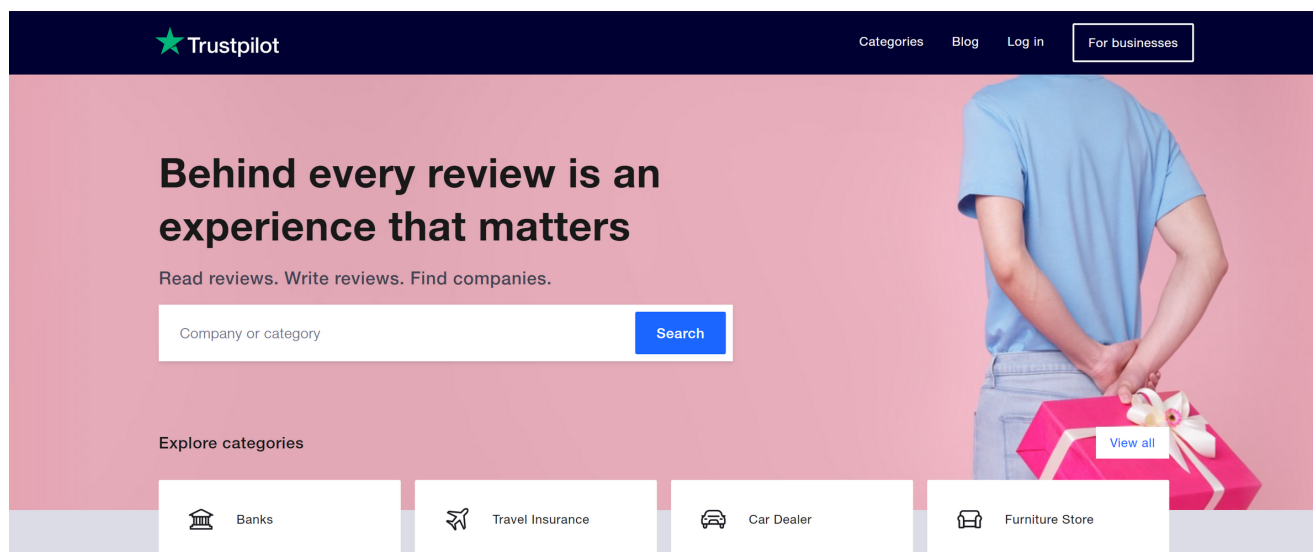 Trustpilot
Categories
Blog
Log in
For businesses
Behind every review is an
experience that matters
Read reviews. Write reviews. Find companies.
Company or category
Search
Explore categories
View all
Banks
Travel Insurance
Car Dealer
Furniture Store